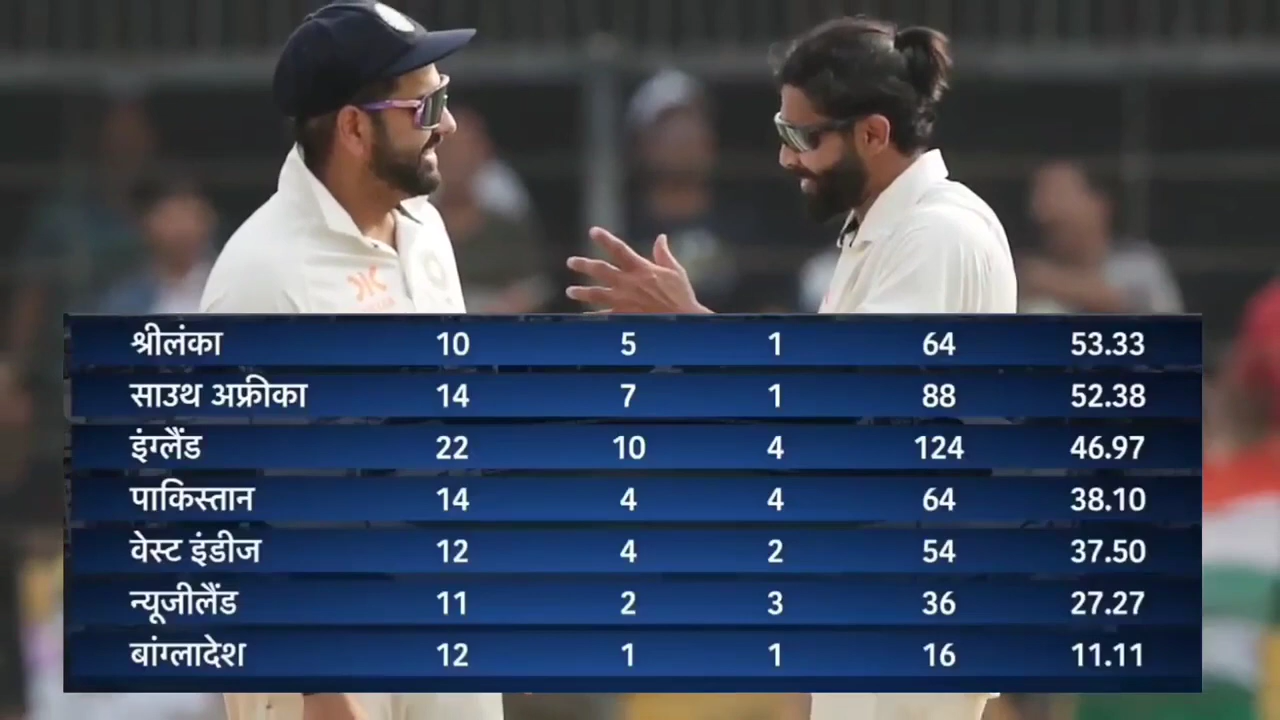 श्रीलंका 10 5 1 64 53.33
साउथ अफ्रीका 14 7 1 88 52.38
इंग्लैंड 22 10 4 124 46.97
पाकिस्तान 14 4 4 64 38.10
वेस्ट इंडीज 12 4 2 54 37.50
न्यूजीलैंड 11 2 3 36 27.27
बांग्लादेश 12 1 1 16 11.11